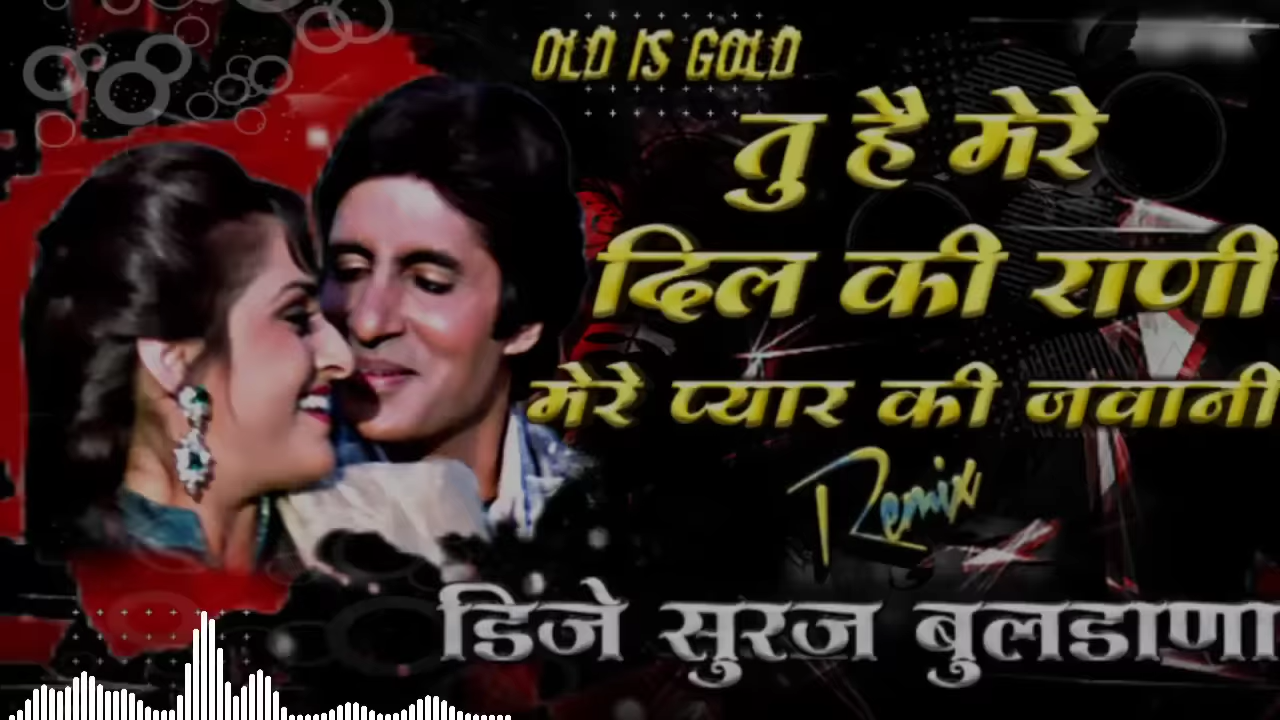 OLD IS GOLD
तु है मेरे
दिल की राणी
मेरे प्यार की जवानी
Remix
डिंजे सुरज बुलडाणा